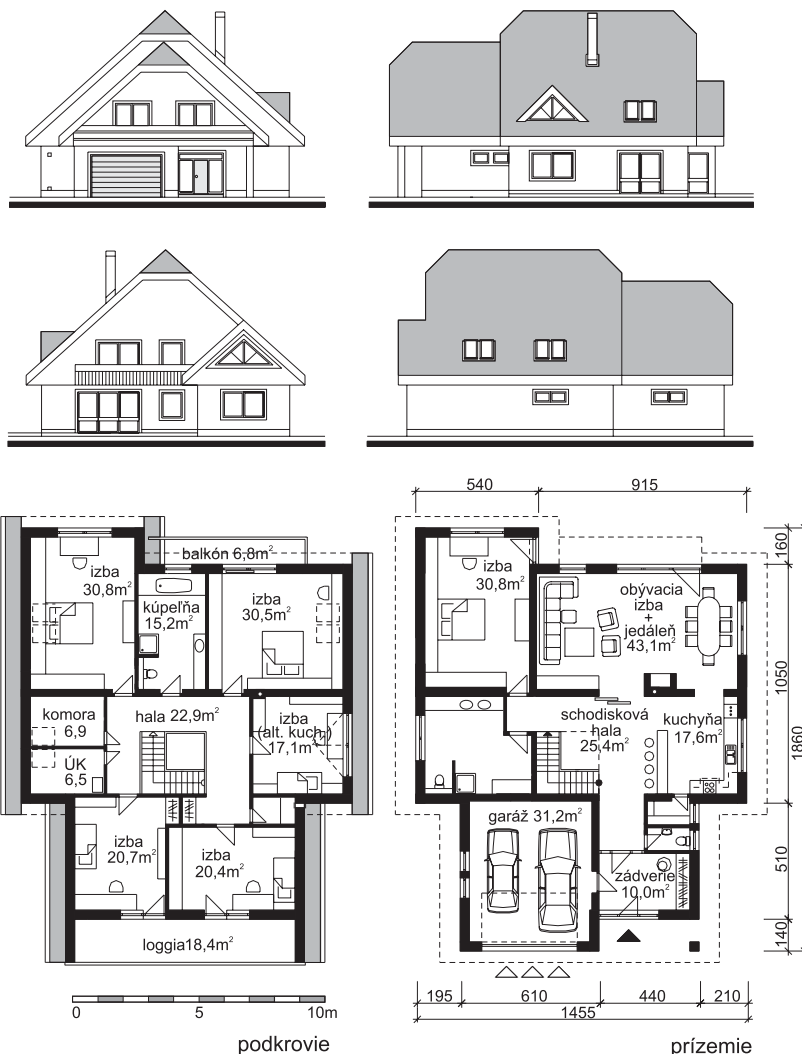 540
915
balkón 6,8m²
izba
30,8m²
kúpeľňa
15,2m²
izba
30,5m²
komora
6,9
hala 22,9m²
izba
(alt. kuch.)
17,1m²
ÚK
6,5
izba
20,7m²
izba
20,4m²
loggia18,4m²
0
5
10m
podkrovie
izba
30,8m²
obývacia
izba
+
jedáleň
43,1m²
schodisková
hala
25,4m²
kuchyňa
17,6m²
garáž 31,2m²
zádverie
10,0m²
160
1050
1860
510
140
195
610
440
210
1455
prízemie